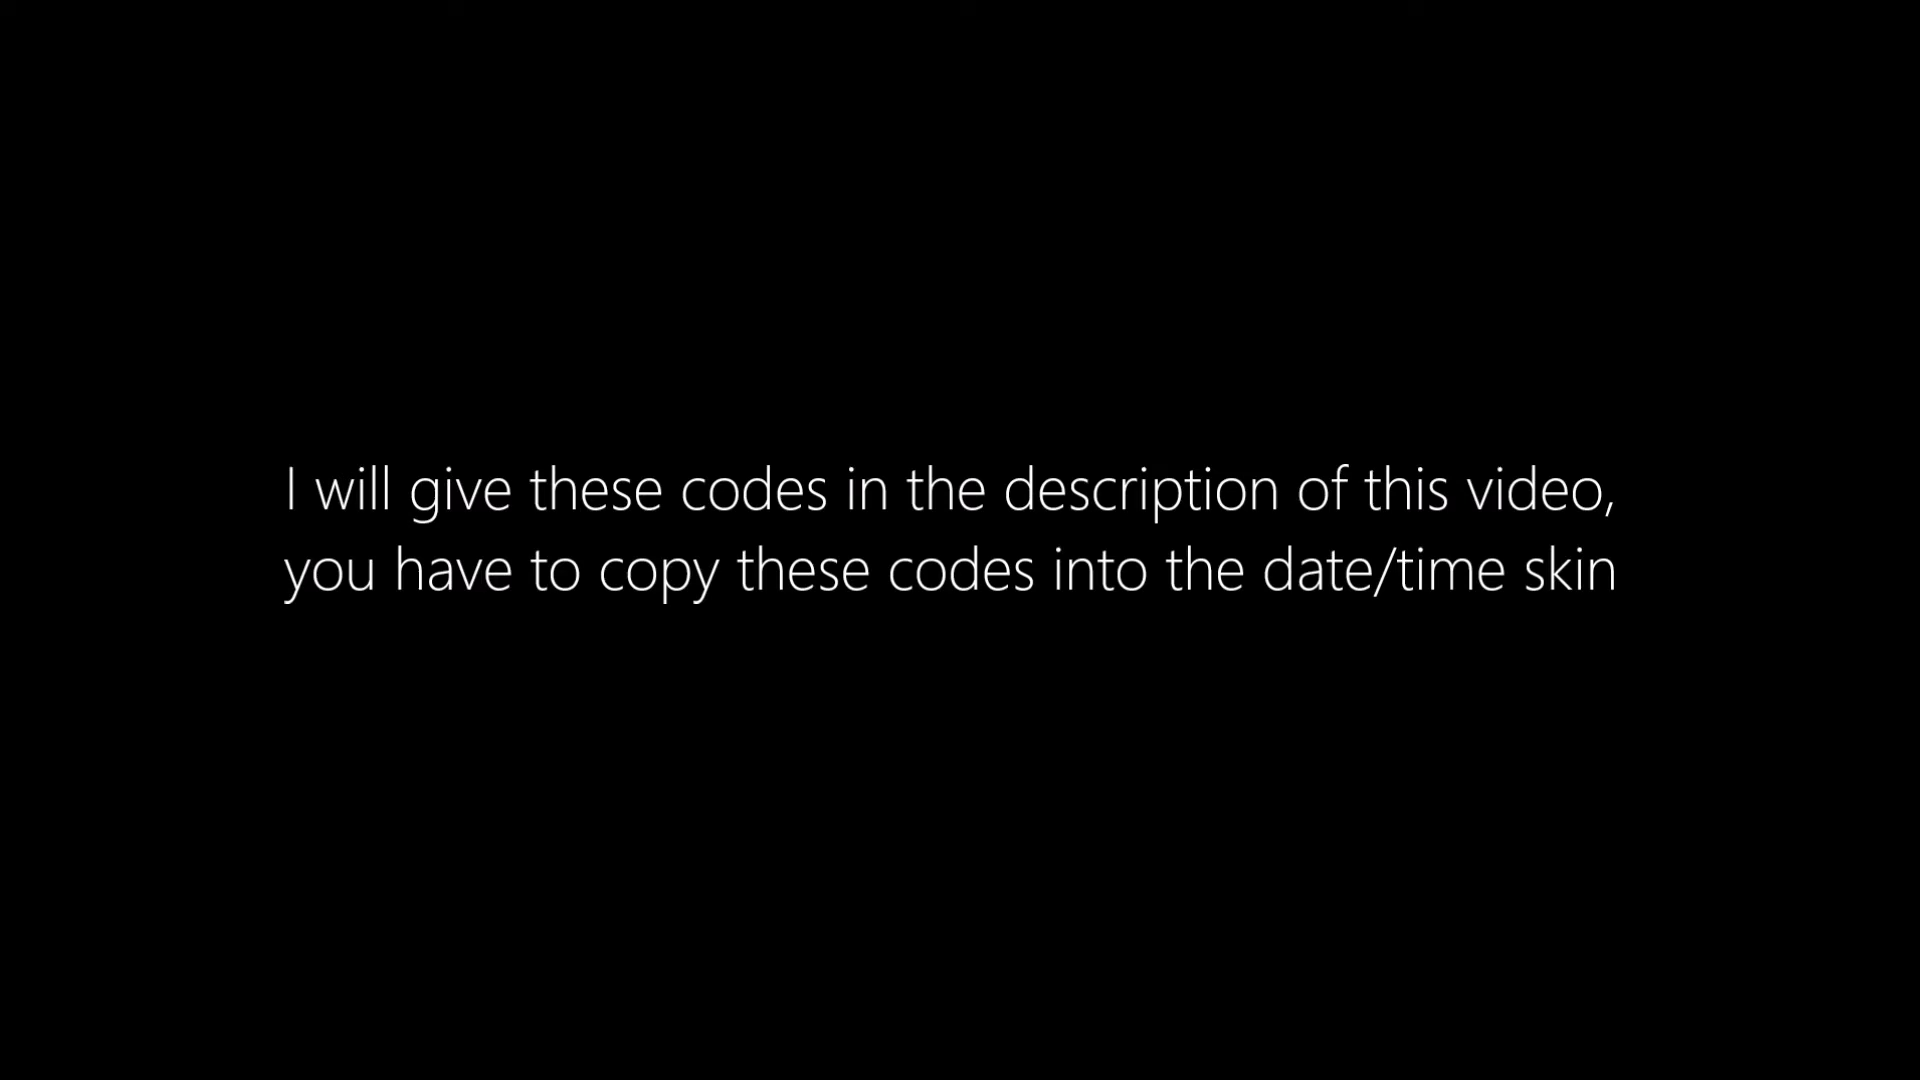 I will give these codes in the description of this video,
you have to copy these codes into the date/time skin